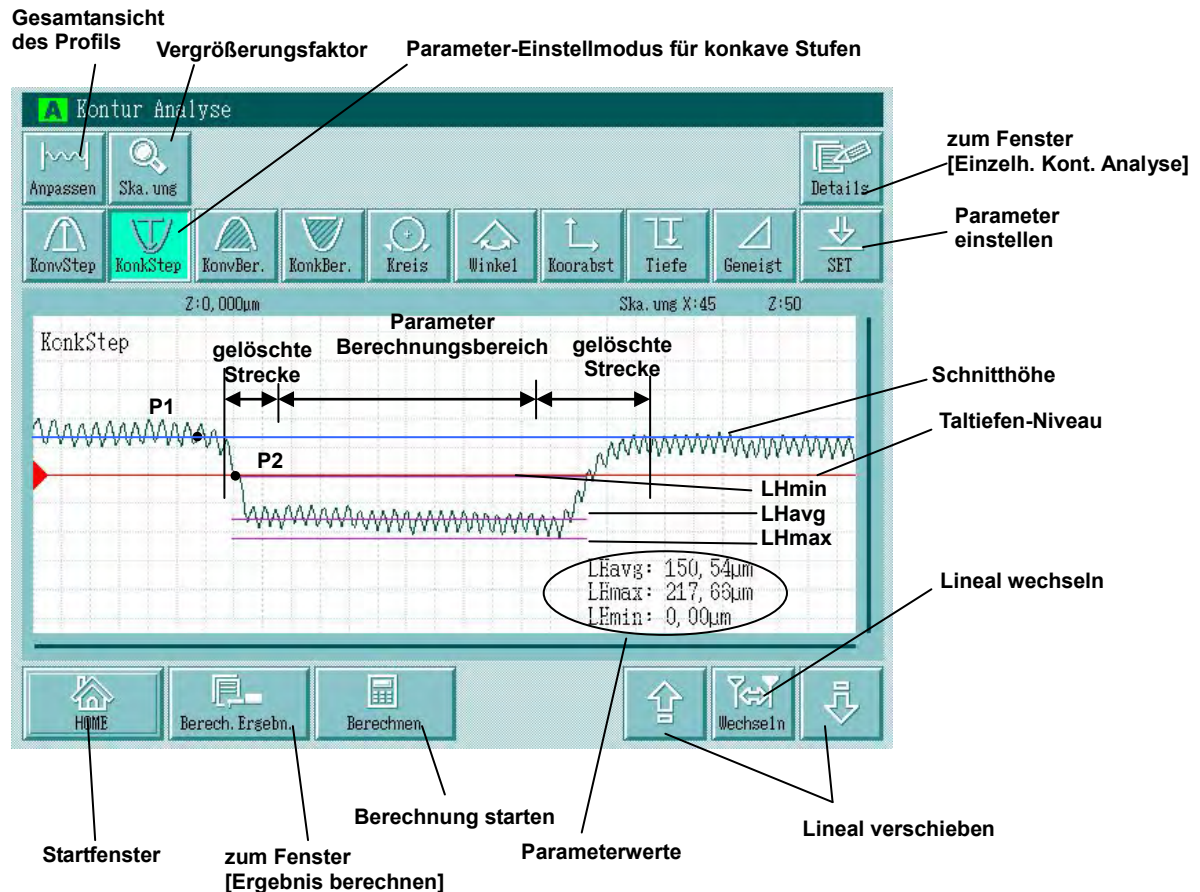 Gesamtansicht
des Profils
Vergrößerungsfaktor
Parameter-Einstellmodus für konkave Stufen
A Kontur Analyse
Anpassen
Ska.ung
Details
zum Fenster
[Einzelh. Kont. Analyse]
Parameter
einstellen
KonvStep
KonkStep
KonvBer.
KonkBer.
Kreis
Winkel
Koorabst
Tiefe
Geneigt
SET
Z:0,000µm
Ska.ung X:45 Z:50
KonkStep
gelöschte
Strecke
Parameter
Berechnungsbereich
gelöschte
Strecke
Schnitthöhe
P1
Taltiefen-Niveau
P2
LHmin
LHavg
LHmax
LHavg: 150,54µm
LHmax: 217,66µm
LHmin: 0,00µm
Lineal wechseln
HOME
Berech.Ergebn.
Berechnen
Wechseln
Berechnung starten
Lineal verschieben
Startfenster
zum Fenster
[Ergebnis berechnen]
Parameterwerte